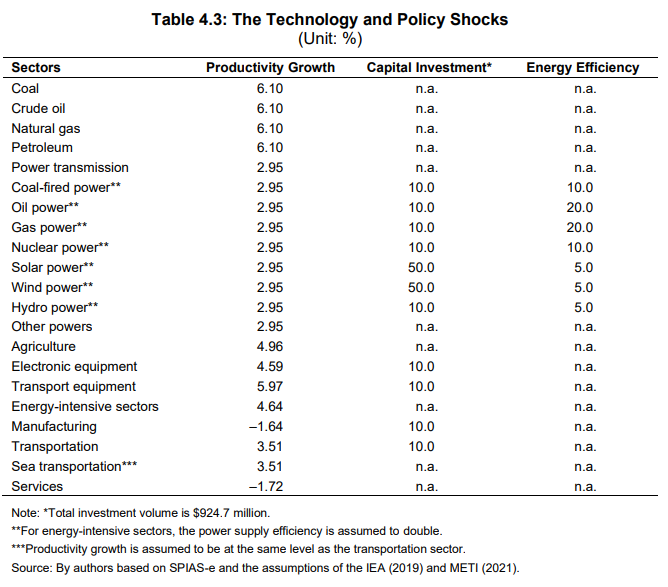 Table 4.3: The Technology and Policy Shocks
(Unit: %)
Sectors Productivity Growth Capital Investment* Energy Efficiency
Coal 6.10 n.a. n.a.
Crude oil 6.10 n.a. n.a.
Natural gas 6.10 n.a. n.a.
Petroleum 6.10 n.a. n.a.
Power transmission 2.95 n.a. n.a.
Coal-fired power** 2.95 10.0 10.0
Oil power** 2.95 10.0 20.0
Gas power** 2.95 10.0 20.0
Nuclear power** 2.95 10.0 10.0
Solar power** 2.95 50.0 5.0
Wind power** 2.95 50.0 5.0
Hydro power** 2.95 10.0 5.0
Other powers 2.95 n.a. n.a.
Agriculture 4.96 n.a. n.a.
Electronic equipment 4.59 10.0 n.a.
Transport equipment 5.97 10.0 n.a.
Energy-intensive sectors 4.64 n.a. n.a.
Manufacturing –1.64 10.0 n.a.
Transportation 3.51 10.0 n.a.
Sea transportation*** 3.51 n.a. n.a.
Services –1.72 n.a. n.a.
Note: *Total investment volume is $924.7 million.
**For energy-intensive sectors, the power supply efficiency is assumed to double.
***Productivity growth is assumed to be at the same level as the transportation sector.
Source: By authors based on SPIAS-e and the assumptions of the IEA (2019) and METI (2021).